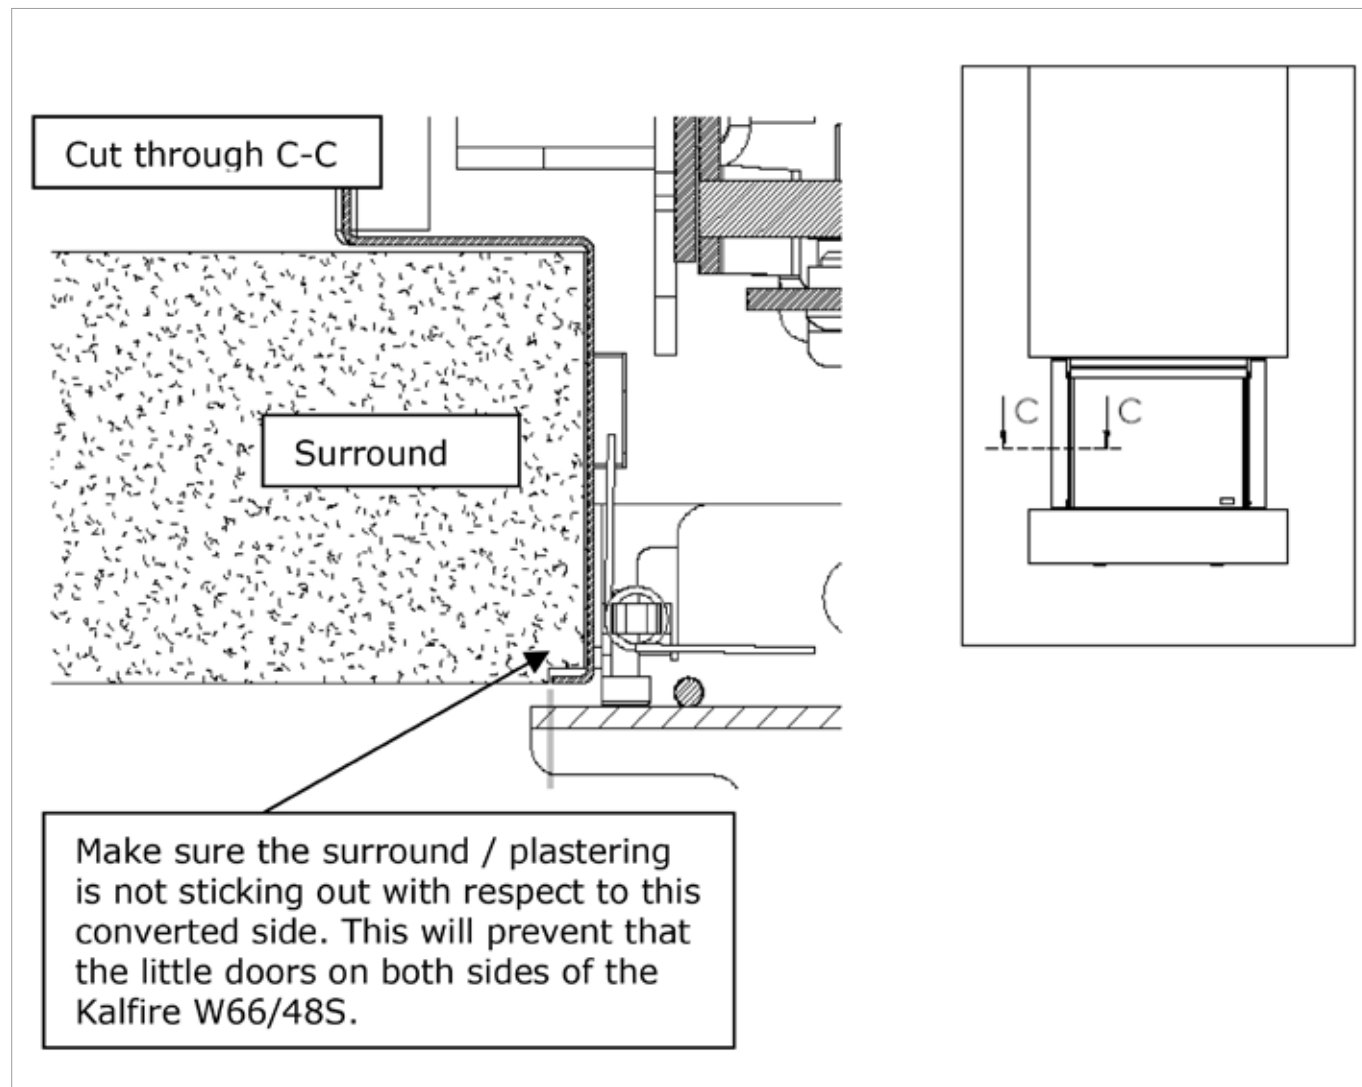 Cut through C-C
C C
Surround
Make sure the surround / plastering
is not sticking out with respect to this
converted side. This will prevent that
the little doors on both sides of the
Kalfire W66/48S.